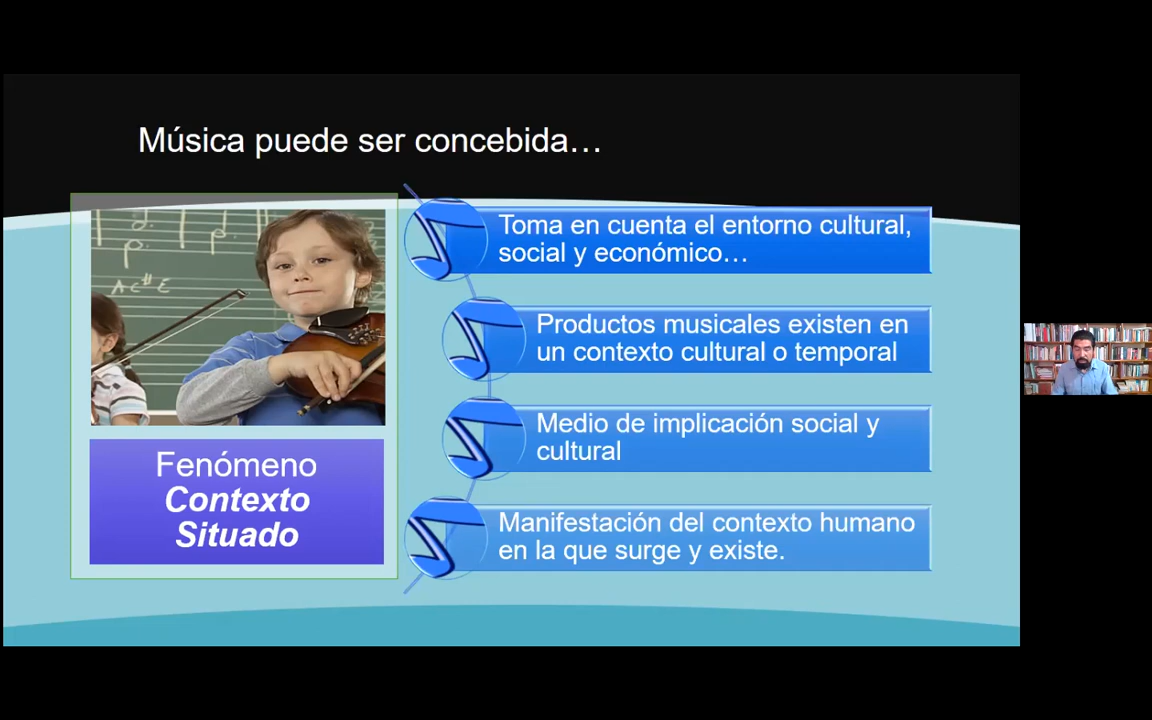 Música puede ser concebida…
A C# E
Fenómeno
Contexto
Situado
Toma en cuenta el entorno cultural,
social y económico…
Productos musicales existen en
un contexto cultural o temporal
Medio de implicación social y
cultural
Manifestación del contexto humano
en la que surge y existe.